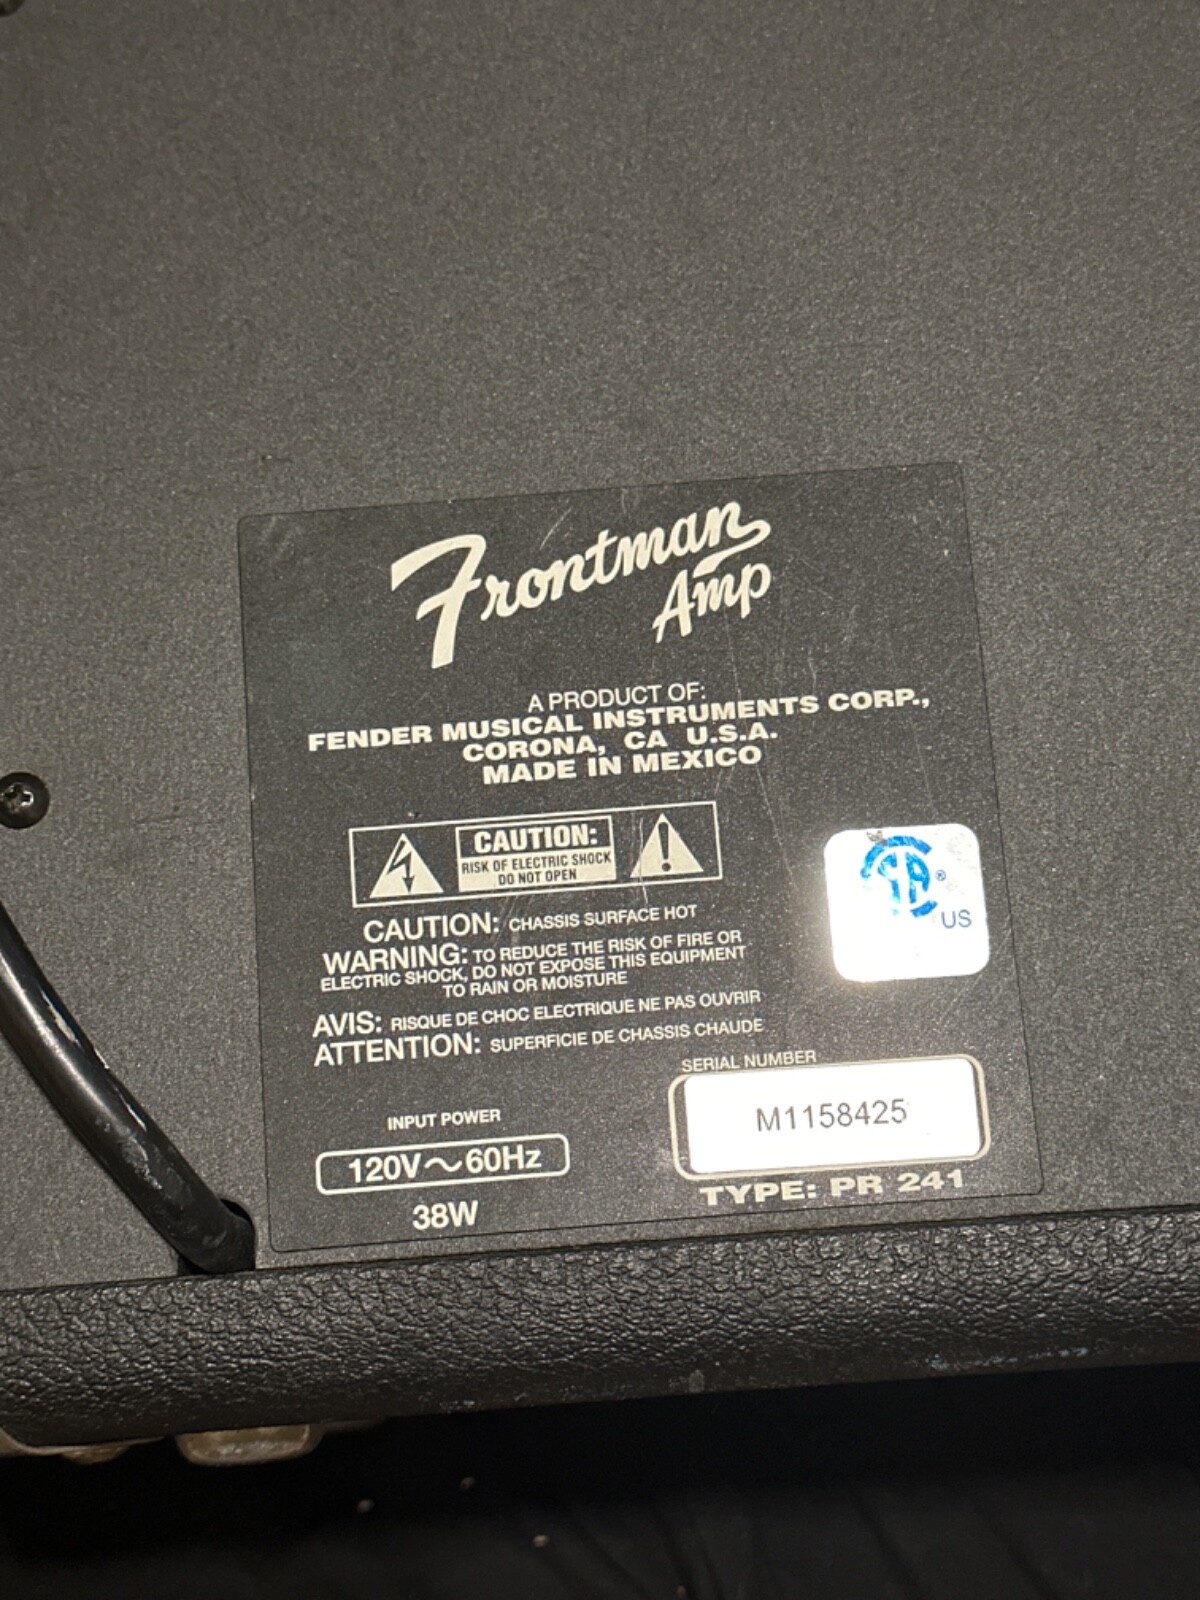 Frontman
Amp
A PRODUCT OF:
FENDER MUSICAL INSTRUMENTS CORP.,
CORONA, CA U.S.A.
MADE IN MEXICO
CAUTION:
RISK OF ELECTRIC SHOCK
DO NOT OPEN
CAUTION: CHASSIS SURFACE HOT
WARNING: TO REDUCE THE RISK OF FIRE OR
ELECTRIC SHOCK, DO NOT EXPOSE THIS EQUIPMENT
TO RAIN OR MOISTURE
AVIS: RISQUE DE CHOC ELECTRIQUE NE PAS OUVRIR
ATTENTION: SUPERFICIE DE CHASSIS CHAUDE
SA ®
US
INPUT POWER
120V~60Hz
38W
SERIAL NUMBER
M1158425
TYPE: PR 241